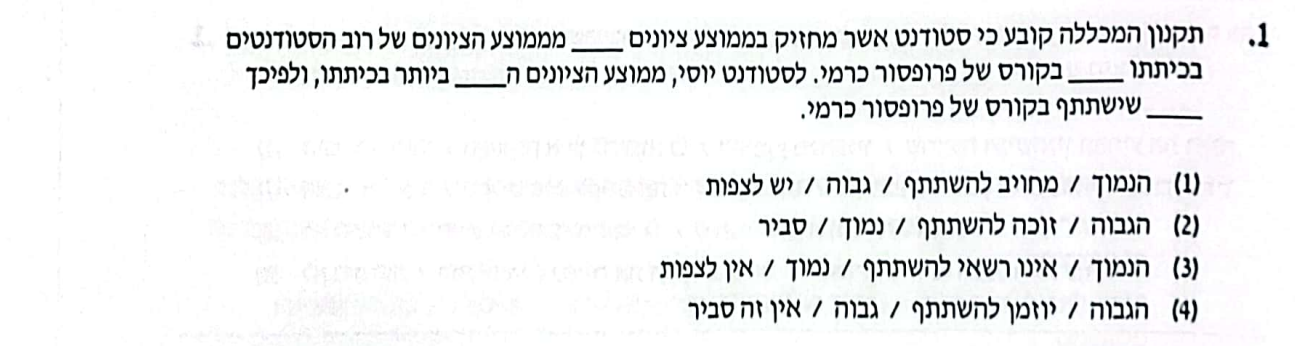 1. תקנון המכללה קובע כי סטודנט אשר מחזיק בממוצע ציונים ____ מממוצע הציונים של רוב הסטודנטים
בכיתתו ____ בקורס של פרופסור כרמי. לסטודנט יוסי, ממוצע הציונים ה____ ביותר בכיתתו, ולפיכך
____ שישתתף בקורס של פרופסור כרמי.
(1) הנמוך / מחויב להשתתף / גבוה / יש לצפות
(2) הגבוה / זוכה להשתתף / נמוך / סביר
(3) הנמוך / אינו רשאי להשתתף / נמוך / אין לצפות
(4) הגבוה / יוזמן להשתתף / גבוה / אין זה סביר